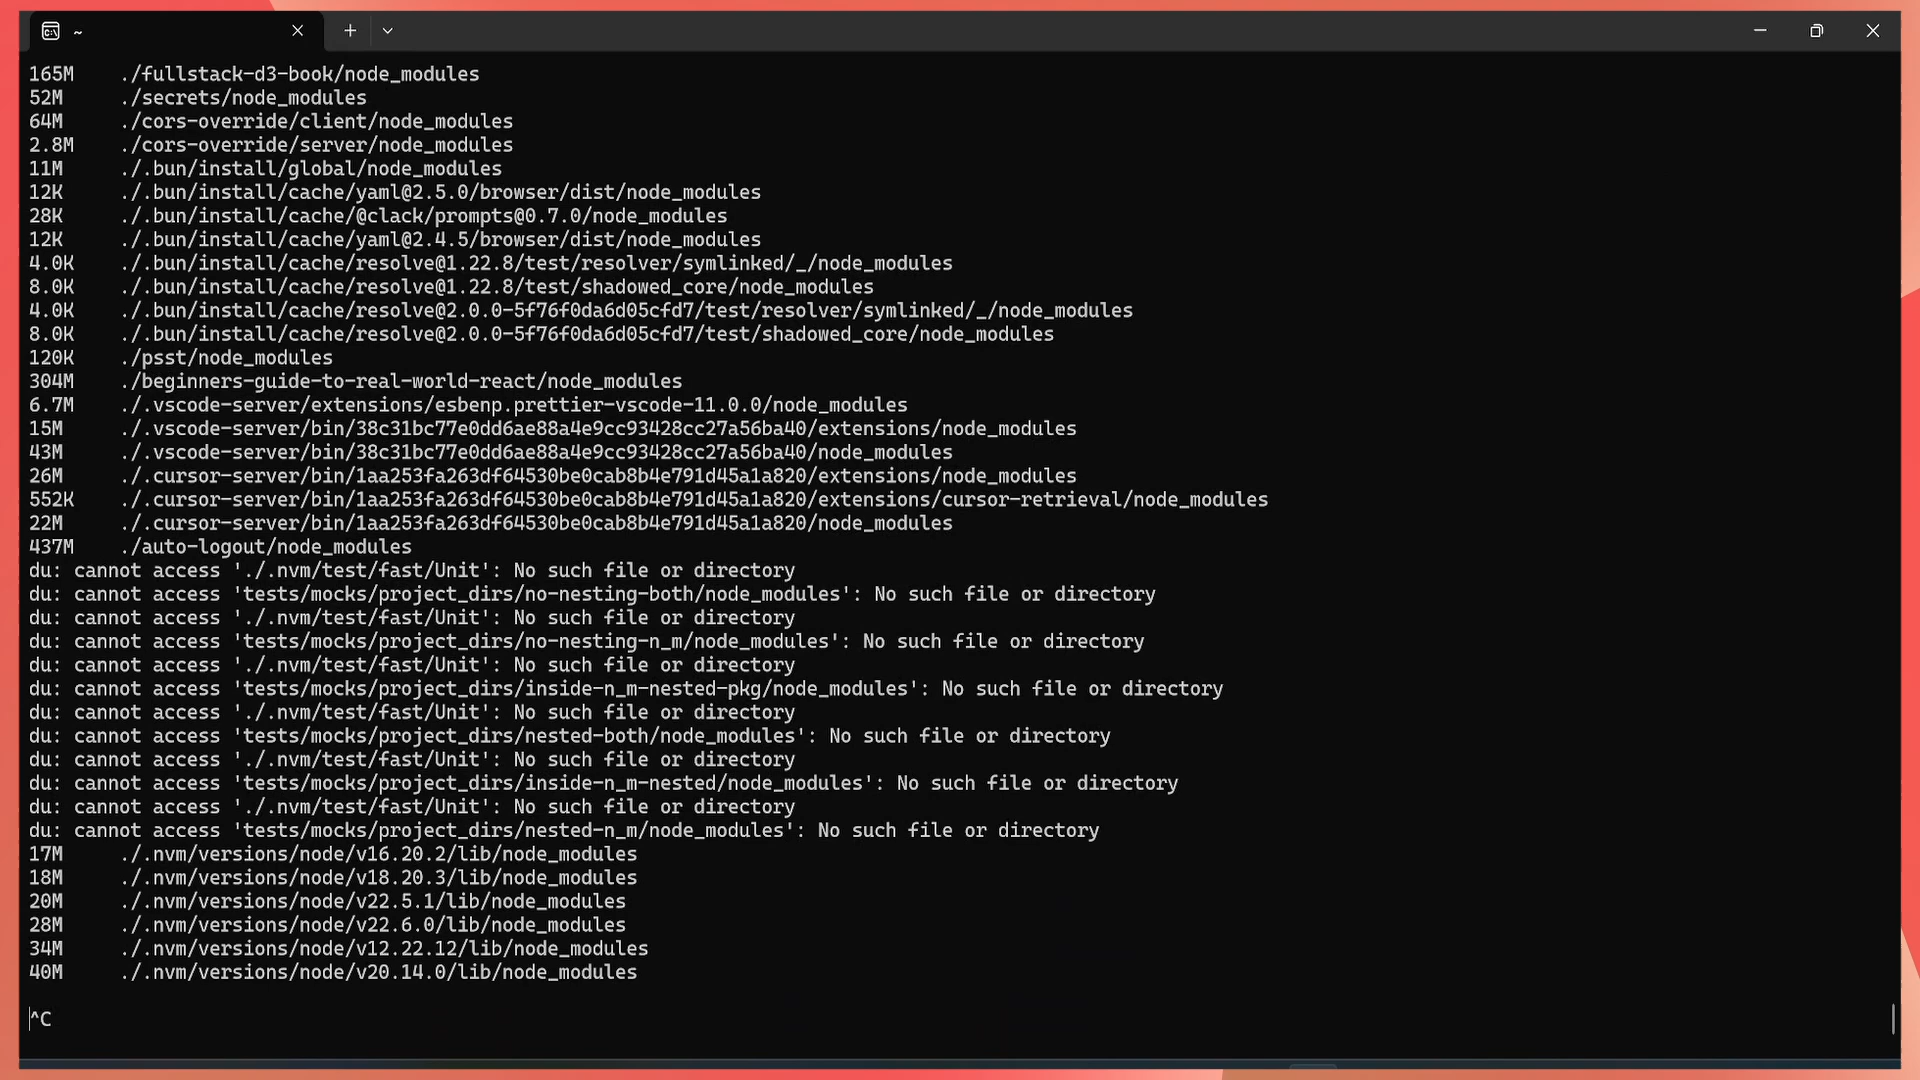 ~
165M ./fullstack-d3-book/node_modules
52M ./secrets/node_modules
64M ./cors-override/client/node_modules
2.8M ./cors-override/server/node_modules
11M ./.bun/install/global/node_modules
12K ./.bun/install/cache/yaml@2.5.0/browser/dist/node_modules
28K ./.bun/install/cache/@clack/prompts@0.7.0/node_modules
12K ./.bun/install/cache/yaml@2.4.5/browser/dist/node_modules
4.0K ./.bun/install/cache/resolve@1.22.8/test/resolver/symlinked/_/node_modules
8.0K ./.bun/install/cache/resolve@1.22.8/test/shadowed_core/node_modules
4.0K ./.bun/install/cache/resolve@2.0.0-5f76f0da6d05cfd7/test/resolver/symlinked/_/node_modules
8.0K ./.bun/install/cache/resolve@2.0.0-5f76f0da6d05cfd7/test/shadowed_core/node_modules
120K ./psst/node_modules
304M ./beginners-guide-to-real-world-react/node_modules
6.7M ./.vscode-server/extensions/esbenp.prettier-vscode-11.0.0/node_modules
15M ./.vscode-server/bin/38c31bc77e0dd6ae88a4e9cc93428cc27a56ba40/extensions/node_modules
43M ./.vscode-server/bin/38c31bc77e0dd6ae88a4e9cc93428cc27a56ba40/node_modules
26M ./.cursor-server/bin/1aa253fa263df64530be0cab8b4e791d45a1a820/extensions/node_modules
552K ./.cursor-server/bin/1aa253fa263df64530be0cab8b4e791d45a1a820/extensions/cursor-retrieval/node_modules
22M ./.cursor-server/bin/1aa253fa263df64530be0cab8b4e791d45a1a820/node_modules
437M ./auto-logout/node_modules
du: cannot access './.nvm/test/fast/Unit': No such file or directory
du: cannot access 'tests/mocks/project_dirs/no-nesting-both/node_modules': No such file or directory
du: cannot access './.nvm/test/fast/Unit': No such file or directory
du: cannot access 'tests/mocks/project_dirs/no-nesting-n_m/node_modules': No such file or directory
du: cannot access './.nvm/test/fast/Unit': No such file or directory
du: cannot access 'tests/mocks/project_dirs/inside-n_m-nested-pkg/node_modules': No such file or directory
du: cannot access './.nvm/test/fast/Unit': No such file or directory
du: cannot access 'tests/mocks/project_dirs/nested-both/node_modules': No such file or directory
du: cannot access './.nvm/test/fast/Unit': No such file or directory
du: cannot access 'tests/mocks/project_dirs/inside-n_m-nested/node_modules': No such file or directory
du: cannot access './.nvm/test/fast/Unit': No such file or directory
du: cannot access 'tests/mocks/project_dirs/nested-n_m/node_modules': No such file or directory
17M ./.nvm/versions/node/v16.20.2/lib/node_modules
18M ./.nvm/versions/node/v18.20.3/lib/node_modules
20M ./.nvm/versions/node/v22.5.1/lib/node_modules
28M ./.nvm/versions/node/v22.6.0/lib/node_modules
34M ./.nvm/versions/node/v12.22.12/lib/node_modules
40M ./.nvm/versions/node/v20.14.0/lib/node_modules
^C